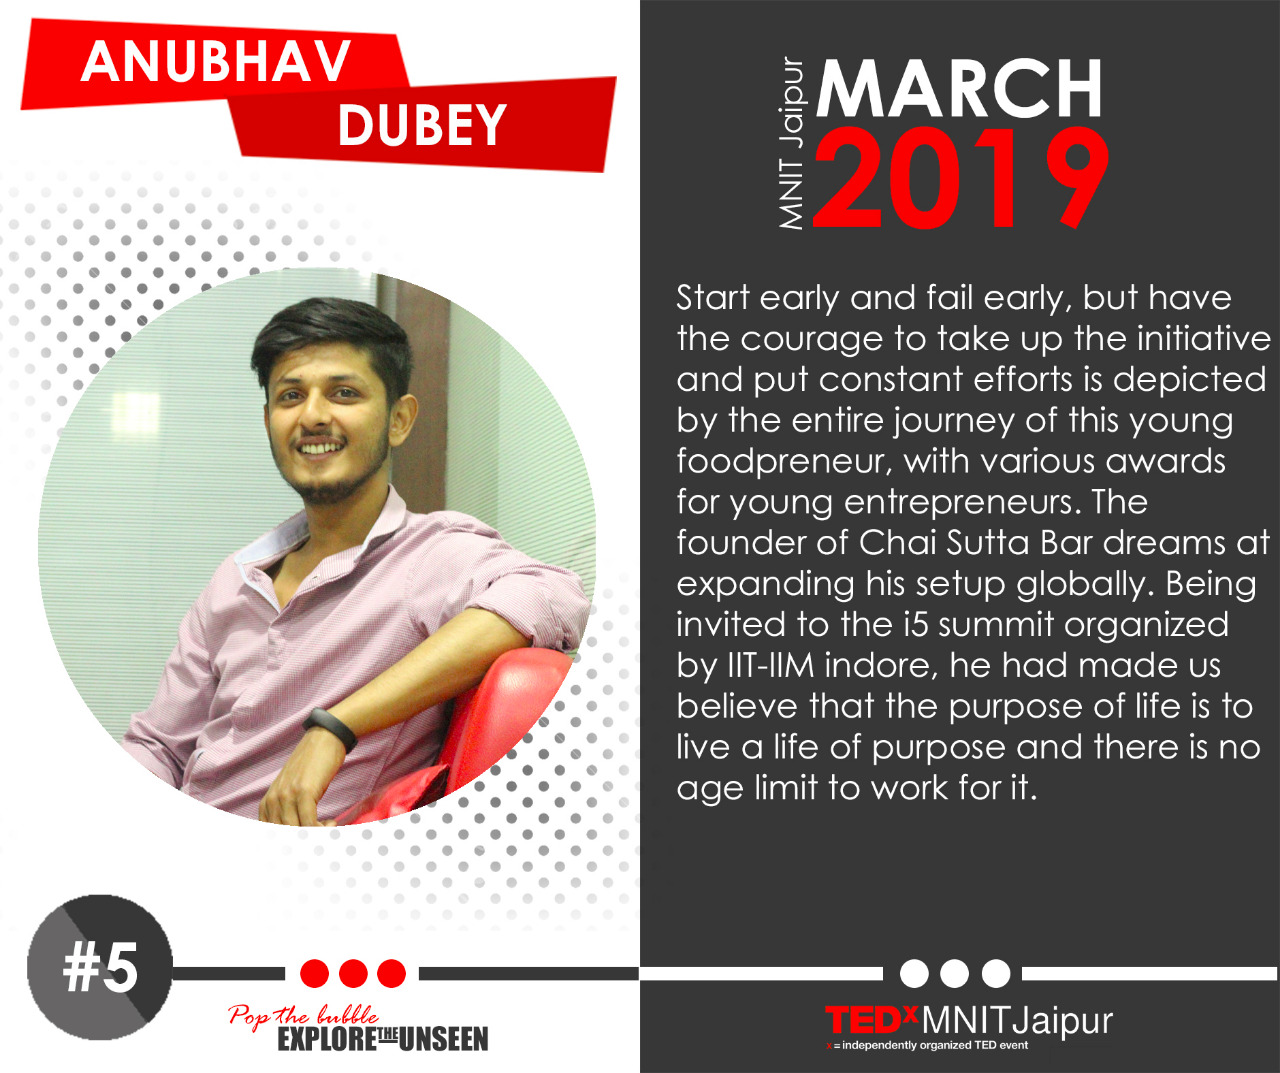 ANUBHAV
DUBEY
#5
Pop the bubble
EXPLORE THE UNSEEN
MNIT Jaipur
MARCH
2019
Start early and fail early, but have
the courage to take up the initiative
and put constant efforts is depicted
by the entire journey of this young
foodpreneur, with various awards
for young entrepreneurs. The
founder of Chai Sutta Bar dreams at
expanding his setup globally. Being
invited to the i5 summit organized
by IIT-IIM indore, he had made us
believe that the purpose of life is to
live a life of purpose and there is no
age limit to work for it.
TEDxMNITJaipur
x = independently organized TED event